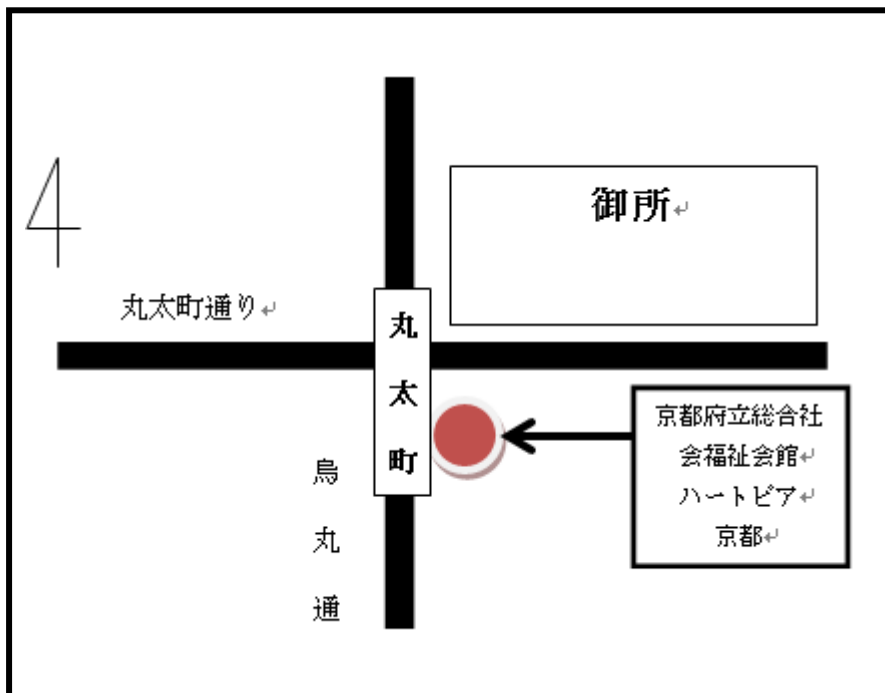 御所
丸太町通り
丸太町
烏丸通
京都府立総合社
会福祉会館
ハートピア
京都